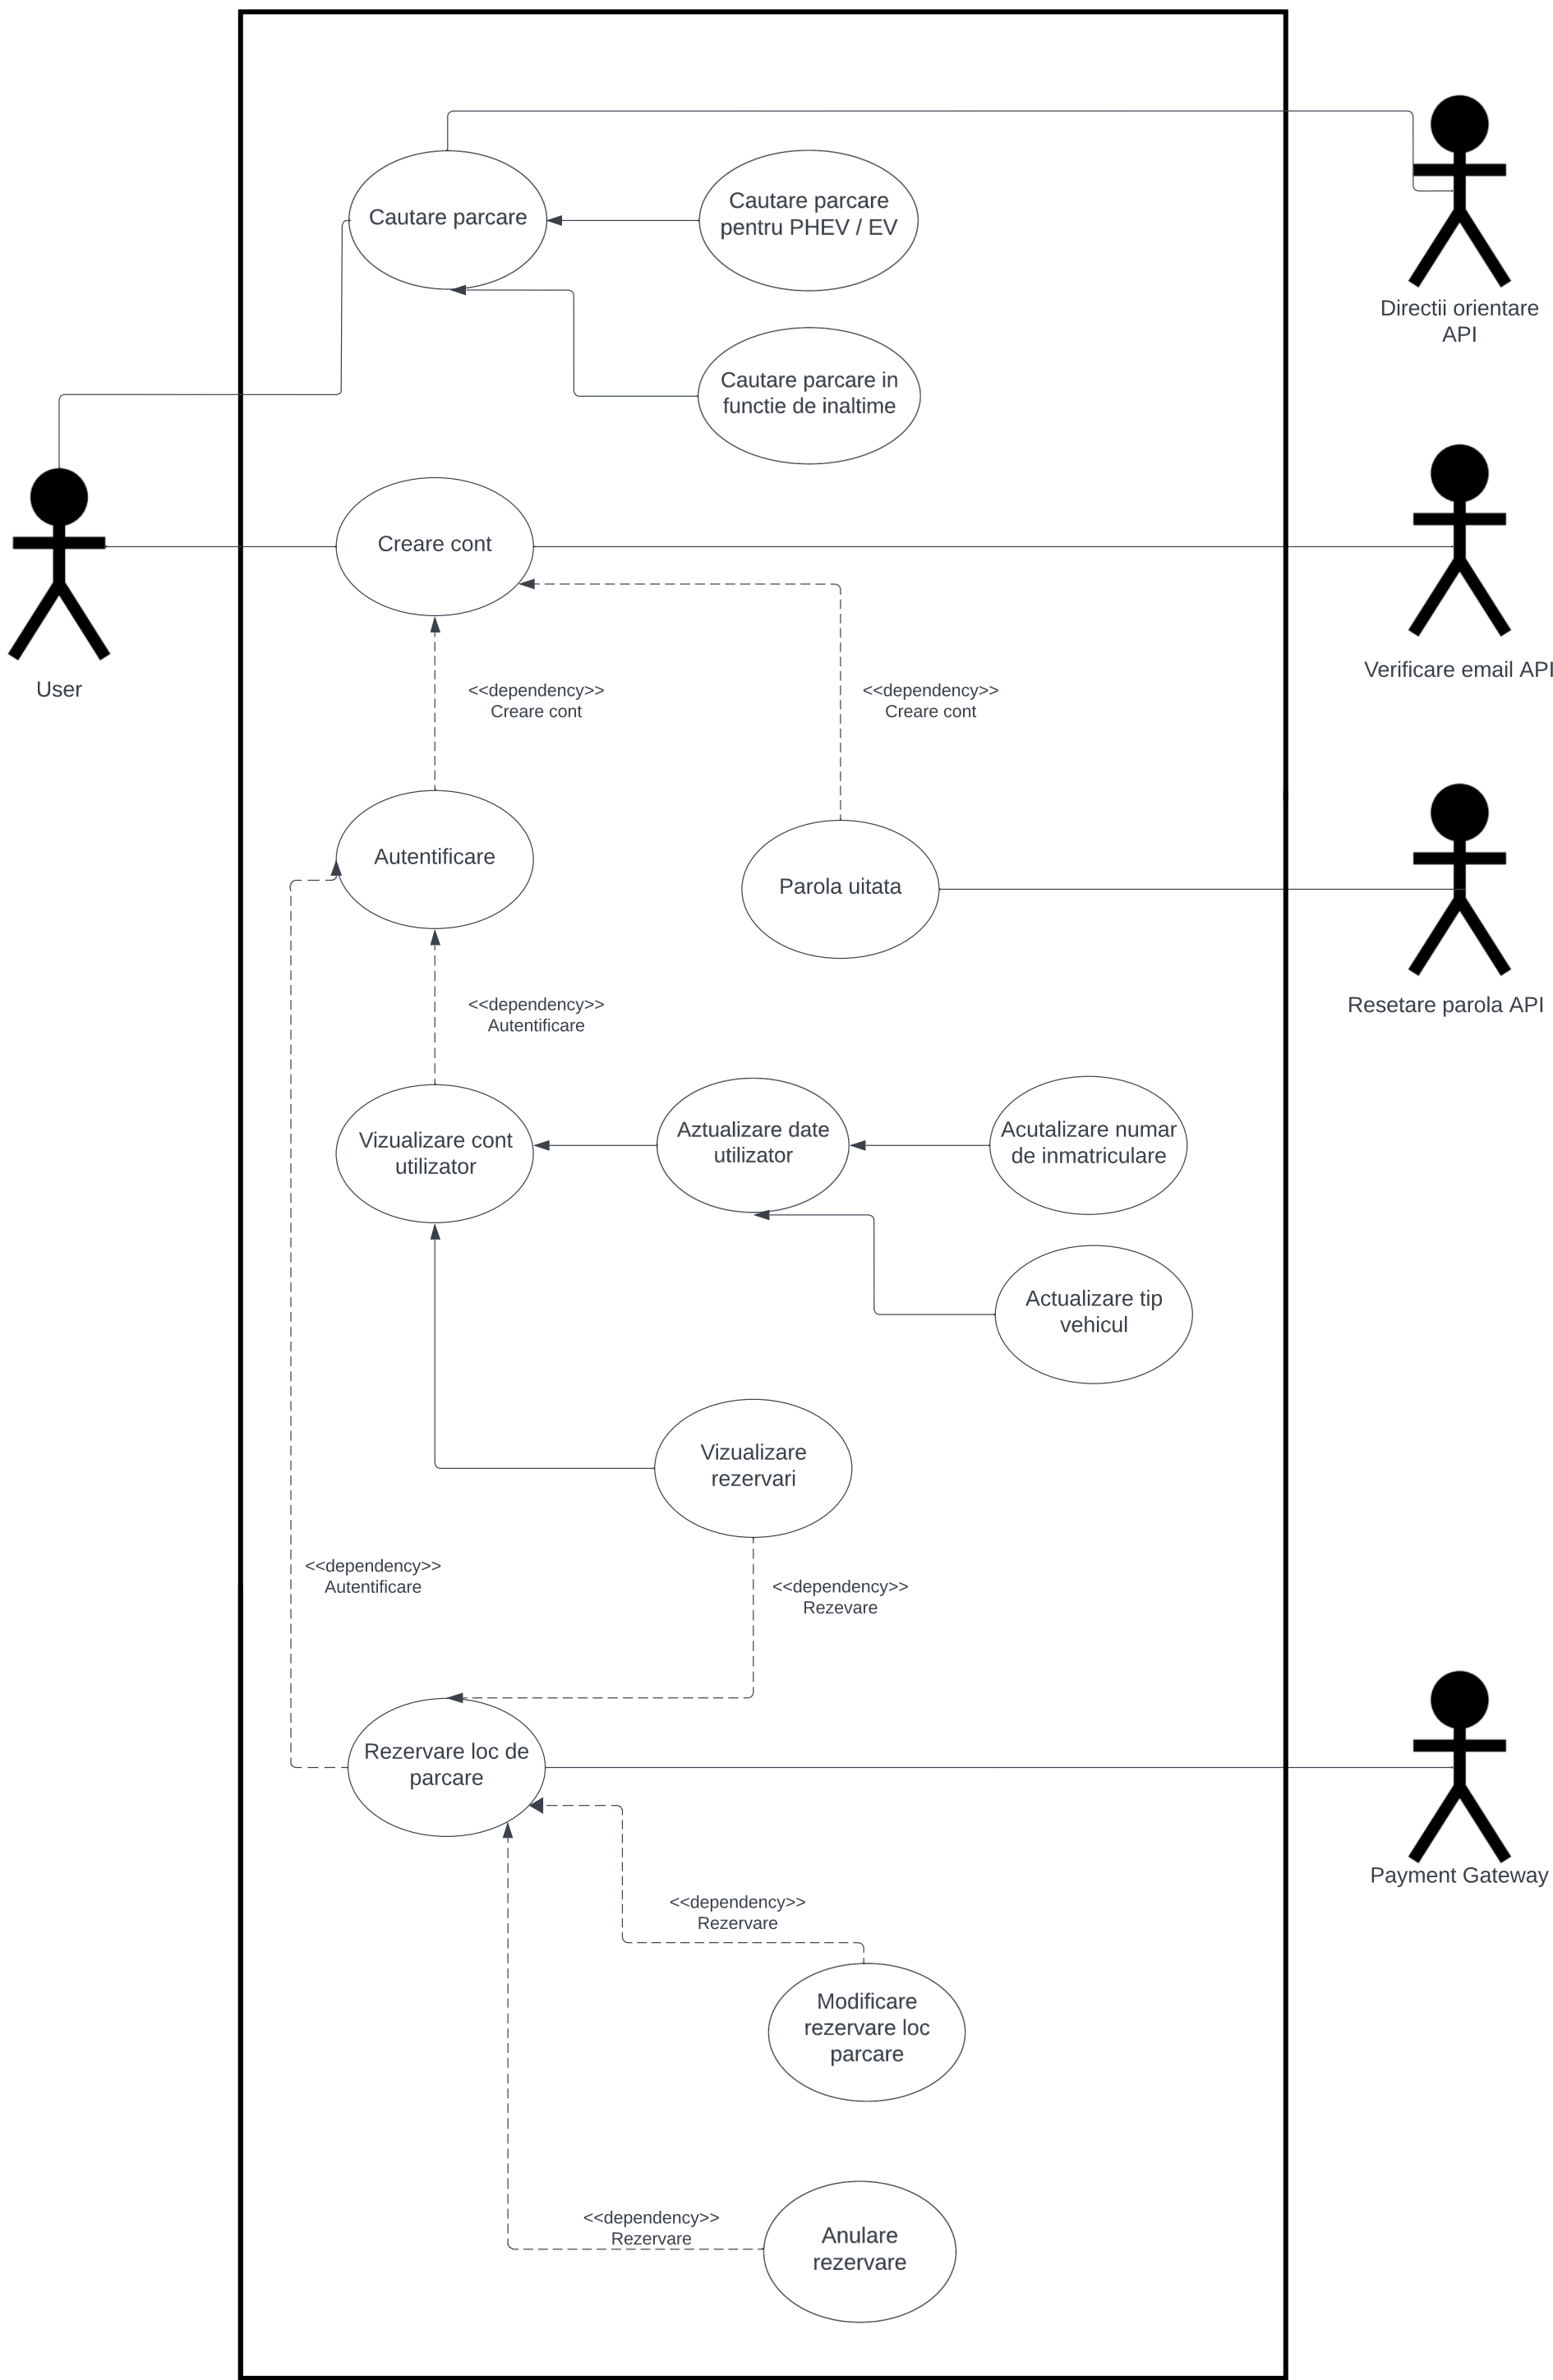 Cautare parcare
Cautare parcare
pentru PHEV / EV
Directii orientare
API
Cautare parcare in
functie de inaltime
Creare cont
User
Verificare email API
<<dependency>>
Creare cont
<<dependency>>
Creare cont
Autentificare
Parola uitata
<<dependency>>
Autentificare
Resetare parola API
Vizualizare cont
utilizator
Aztualizare date
utilizator
Acutalizare numar
de inmatriculare
Actualizare tip
vehicul
Vizualizare
rezervari
<<dependency>>
Autentificare
<<dependency>>
Rezevare
Rezervare loc de
parcare
Payment Gateway
<<dependency>>
Rezervare
Modificare
rezervare loc
parcare
<<dependency>>
Rezervare
Anulare
rezervare